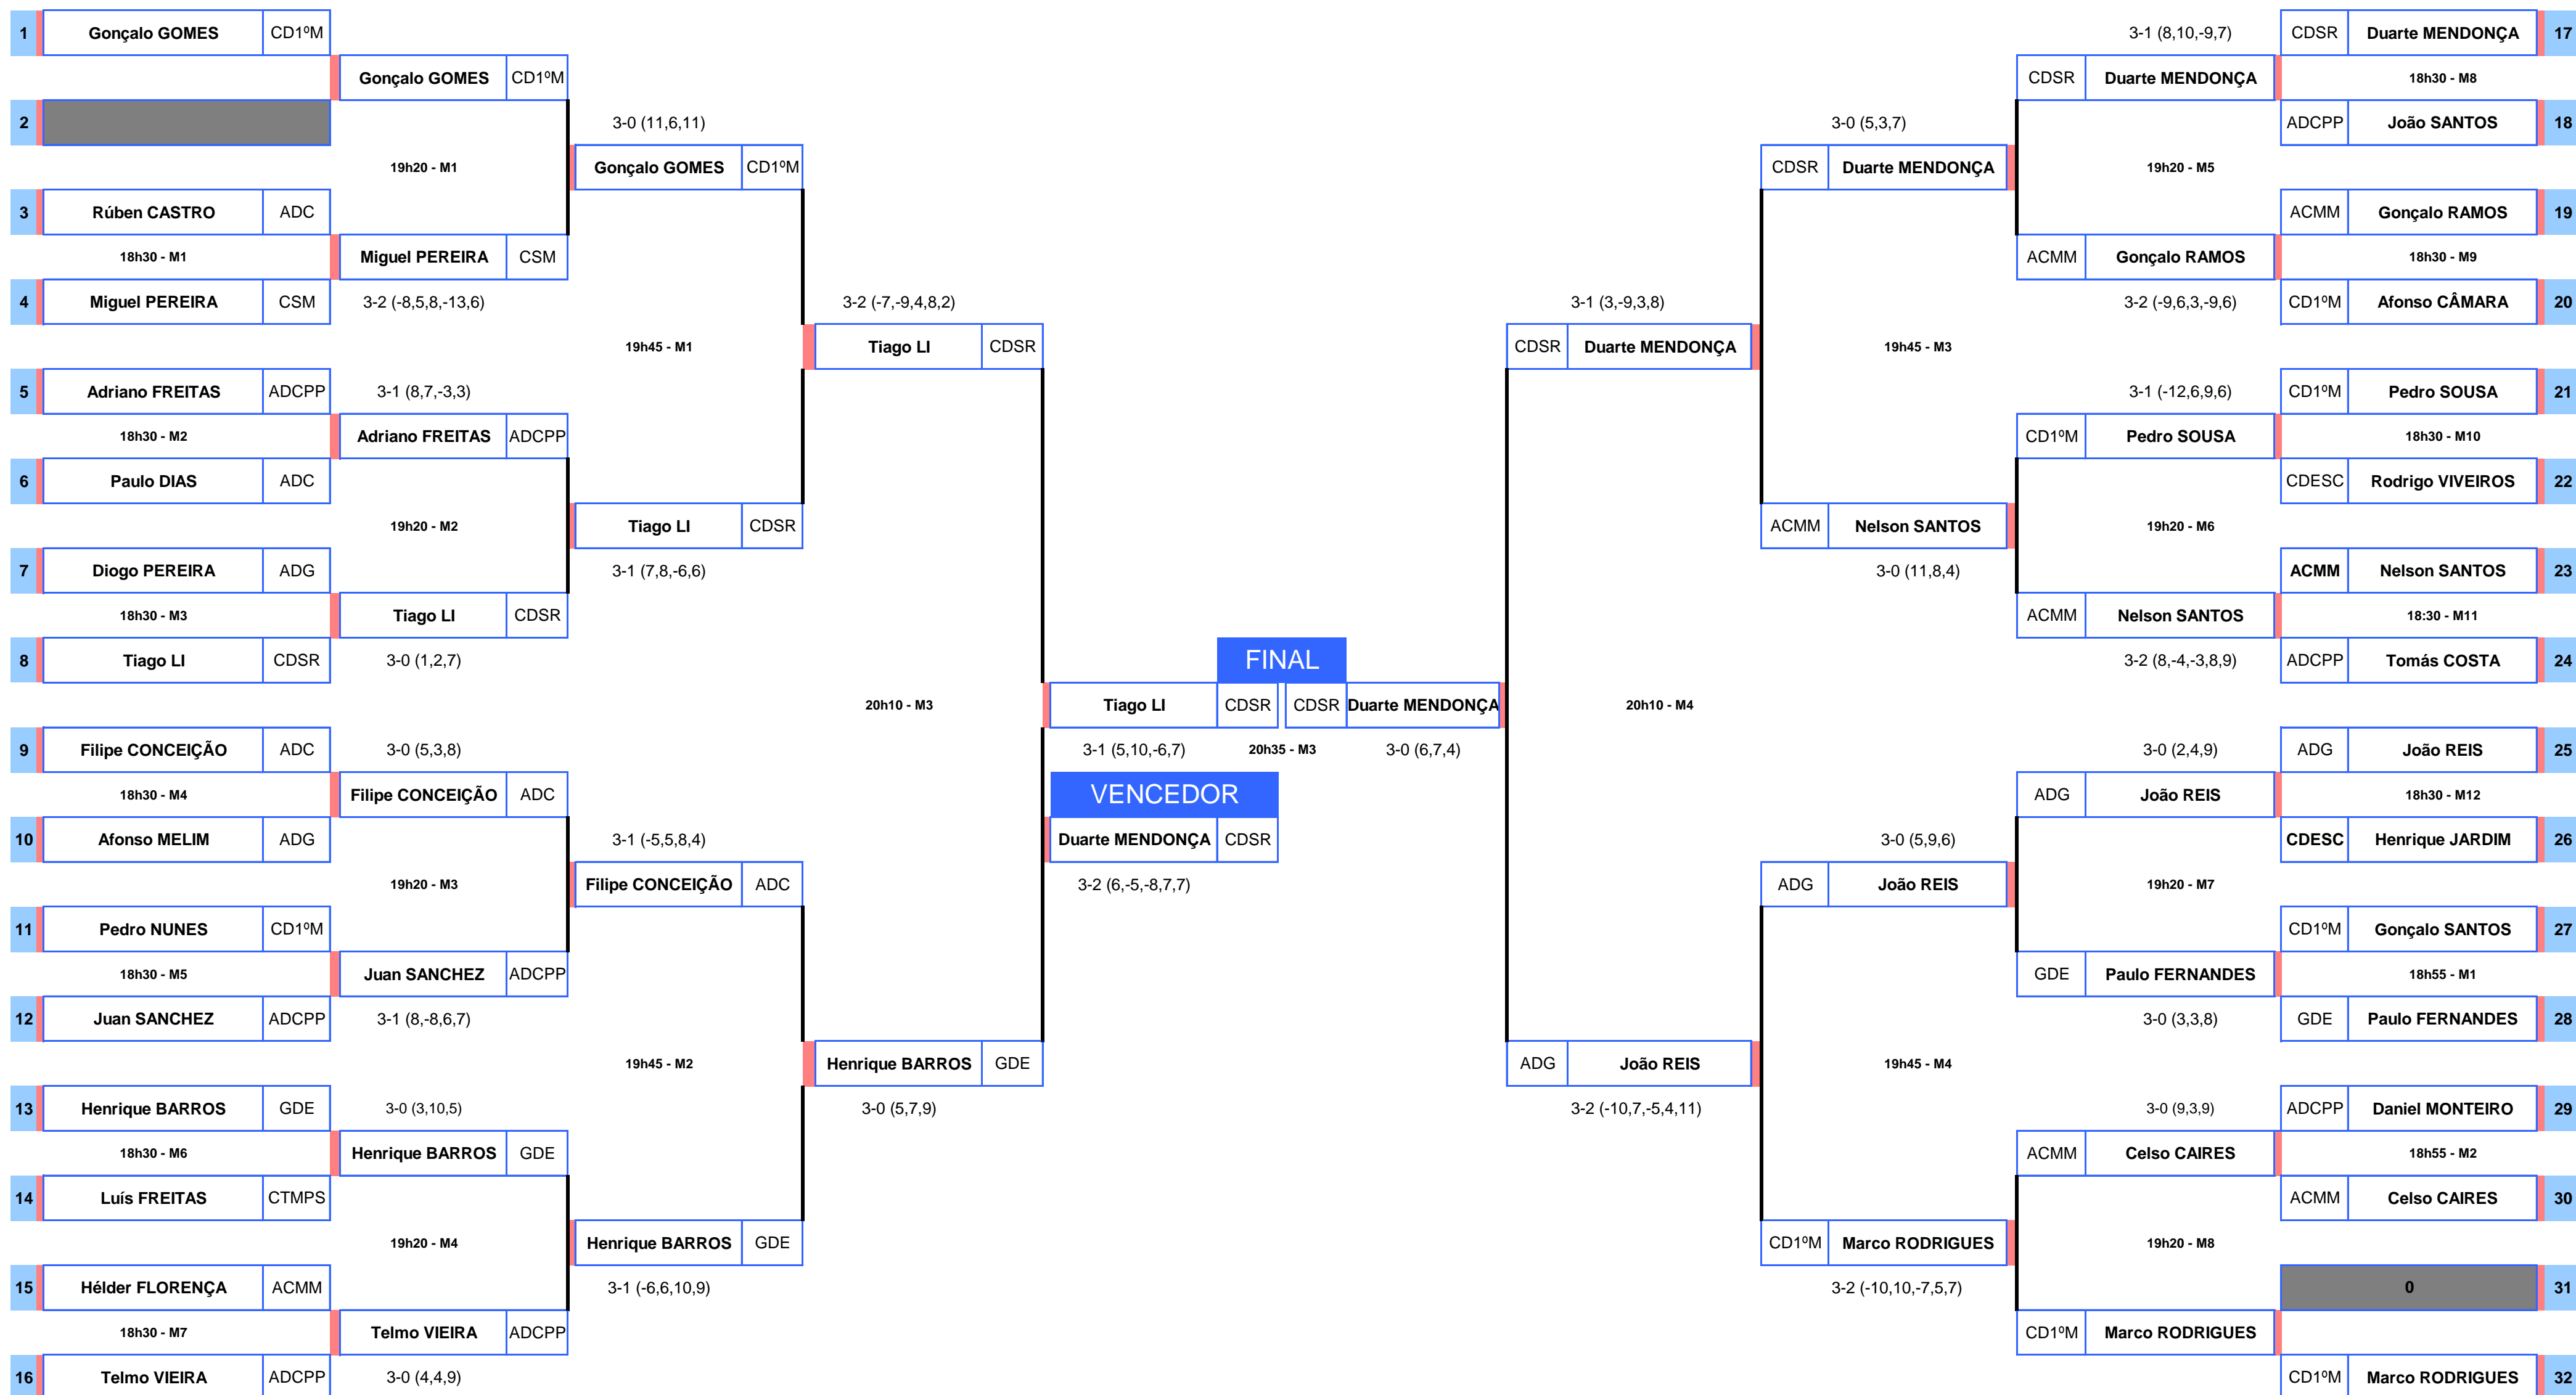 1 Gonçalo GOMES CD1ºM 3-1 (8,10,-9,7) CDSR Duarte MENDONÇA 17
Gonçalo GOMES CD1ºM CDSR Duarte MENDONÇA 18h30 - M8
2 3-0 (11,6,11) 3-0 (5,3,7) ADCPP João SANTOS 18
19h20 - M1 Gonçalo GOMES CD1ºM CDSR Duarte MENDONÇA 19h20 - M5
3 Rúben CASTRO ADC ACMM Gonçalo RAMOS 19
18h30 - M1 Miguel PEREIRA CSM ACMM Gonçalo RAMOS 18h30 - M9
4 Miguel PEREIRA CSM 3-2 (-8,5,8,-13,6) 3-2 (-7,-9,4,8,2) 3-1 (3,-9,3,8) 3-2 (-9,6,3,-9,6) CD1ºM Afonso CÂMARA 20
19h45 - M1 Tiago LI CDSR CDSR Duarte MENDONÇA 19h45 - M3
5 Adriano FREITAS ADCPP 3-1 (8,7,-3,3) 3-1 (-12,6,9,6) CD1ºM Pedro SOUSA 21
18h30 - M2 Adriano FREITAS ADCPP CD1ºM Pedro SOUSA 18h30 - M10
6 Paulo DIAS ADC CDESC Rodrigo VIVEIROS 22
19h20 - M2 Tiago LI CDSR ACMM Nelson SANTOS 19h20 - M6
7 Diogo PEREIRA ADG 3-1 (7,8,-6,6) 3-0 (11,8,4) ACMM Nelson SANTOS 23
18h30 - M3 Tiago LI CDSR ACMM Nelson SANTOS 18:30 - M11
8 Tiago LI CDSR 3-0 (1,2,7) FINAL 3-2 (8,-4,-3,8,9) ADCPP Tomás COSTA 24
20h10 - M3 Tiago LI CDSR CDSR Duarte MENDONÇA 20h10 - M4
9 Filipe CONCEIÇÃO ADC 3-0 (5,3,8) 3-1 (5,10,-6,7) 20h35 - M3 3-0 (6,7,4) 3-0 (2,4,9) ADG João REIS 25
18h30 - M4 Filipe CONCEIÇÃO ADC VENCEDOR ADG João REIS 18h30 - M12
10 Afonso MELIM ADG 3-1 (-5,5,8,4) Duarte MENDONÇA CDSR 3-0 (5,9,6) CDESC Henrique JARDIM 26
19h20 - M3 Filipe CONCEIÇÃO ADC 3-2 (6,-5,-8,7,7) ADG João REIS 19h20 - M7
11 Pedro NUNES CD1ºM CD1ºM Gonçalo SANTOS 27
18h30 - M5 Juan SANCHEZ ADCPP GDE Paulo FERNANDES 18h55 - M1
12 Juan SANCHEZ ADCPP 3-1 (8,-8,6,7) 3-0 (3,3,8) GDE Paulo FERNANDES 28
19h45 - M2 Henrique BARROS GDE ADG João REIS 19h45 - M4
13 Henrique BARROS GDE 3-0 (3,10,5) 3-0 (5,7,9) 3-2 (-10,7,-5,4,11) 3-0 (9,3,9) ADCPP Daniel MONTEIRO 29
18h30 - M6 Henrique BARROS GDE ACMM Celso CAIRES 18h55 - M2
14 Luís FREITAS CTMPS ACMM Celso CAIRES 30
19h20 - M4 Henrique BARROS GDE CD1ºM Marco RODRIGUES 19h20 - M8
15 Hélder FLORENÇA ACMM 3-1 (-6,6,10,9) 3-2 (-10,10,-7,5,7) 0 31
18h30 - M7 Telmo VIEIRA ADCPP CD1ºM Marco RODRIGUES
16 Telmo VIEIRA ADCPP 3-0 (4,4,9) CD1ºM Marco RODRIGUES 32